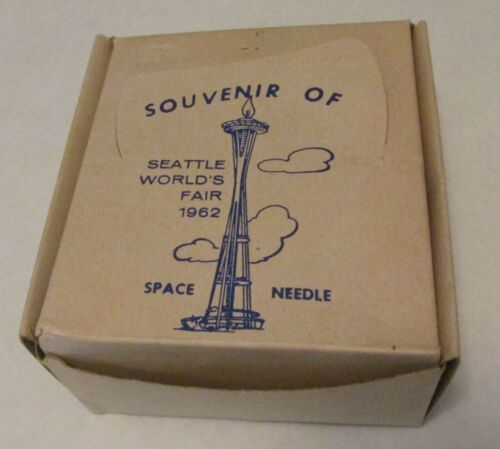 SOUVENIR OF
SEATTLE
WORLD'S
FAIR
1962
SPACE NEEDLE